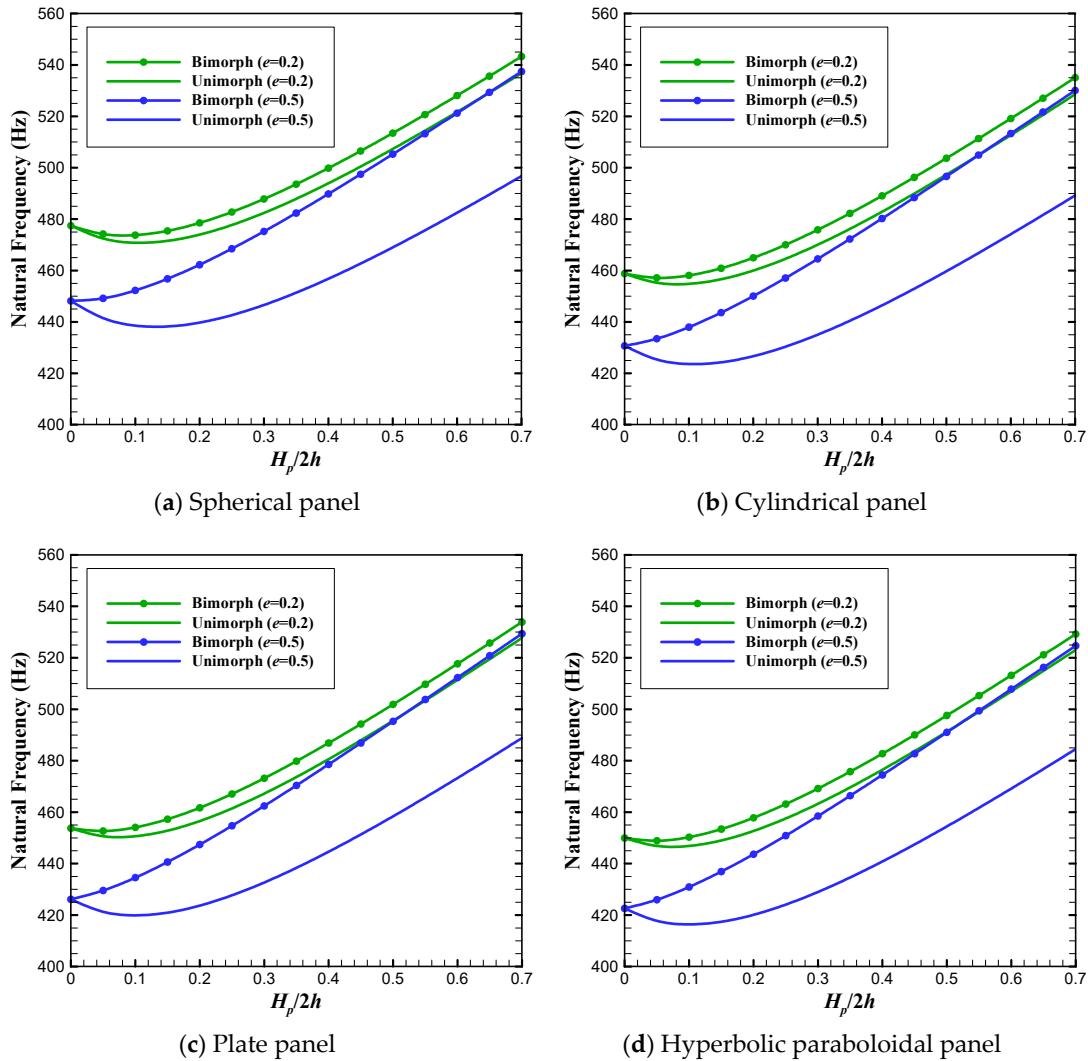 560
540
520
500
480
460
440
420
400
Natural Frequency (Hz)
Bimorph (e=0.2)
Unimorph (e=0.2)
Bimorph (e=0.5)
Unimorph (e=0.5)
0 0.1 0.2 0.3 0.4 0.5 0.6 0.7
Hp/2h
(a) Spherical panel
560
540
520
500
480
460
440
420
400
Natural Frequency (Hz)
Bimorph (e=0.2)
Unimorph (e=0.2)
Bimorph (e=0.5)
Unimorph (e=0.5)
0 0.1 0.2 0.3 0.4 0.5 0.6 0.7
Hp/2h
(b) Cylindrical panel
560
540
520
500
480
460
440
420
400
Natural Frequency (Hz)
Bimorph (e=0.2)
Unimorph (e=0.2)
Bimorph (e=0.5)
Unimorph (e=0.5)
0 0.1 0.2 0.3 0.4 0.5 0.6 0.7
Hp/2h
(c) Plate panel
560
540
520
500
480
460
440
420
400
Natural Frequency (Hz)
Bimorph (e=0.2)
Unimorph (e=0.2)
Bimorph (e=0.5)
Unimorph (e=0.5)
0 0.1 0.2 0.3 0.4 0.5 0.6 0.7
Hp/2h
(d) Hyperbolic paraboloidal panel